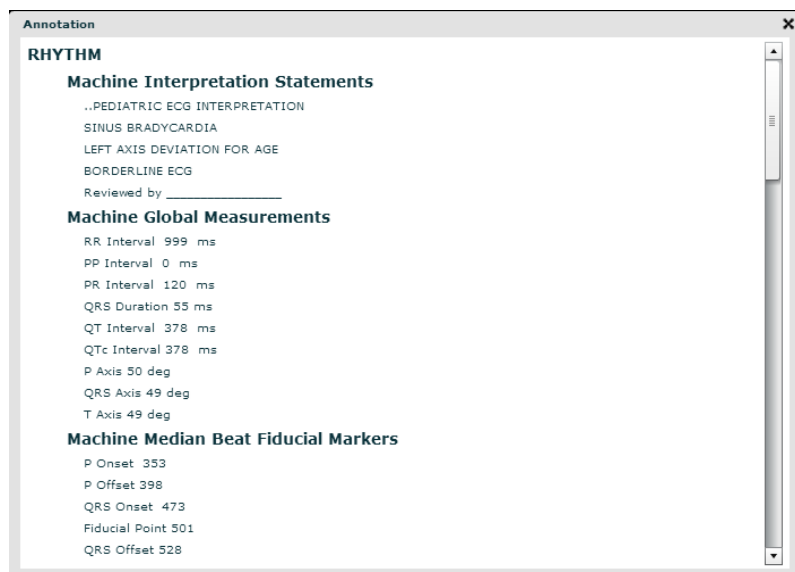 Annotation
RHYTHM
Machine Interpretation Statements
..PEDIATRIC ECG INTERPRETATION
SINUS BRADYCARDIA
LEFT AXIS DEVIATION FOR AGE
BORDERLINE ECG
Reviewed by _________________
Machine Global Measurements
RR Interval 999 ms
PP Interval 0 ms
PR Interval 120 ms
QRS Duration 55 ms
QT Interval 378 ms
QTc Interval 378 ms
P Axis 50 deg
QRS Axis 49 deg
T Axis 49 deg
Machine Median Beat Fiducial Markers
P Onset 353
P Offset 398
QRS Onset 473
Fiducial Point 501
QRS Offset 528